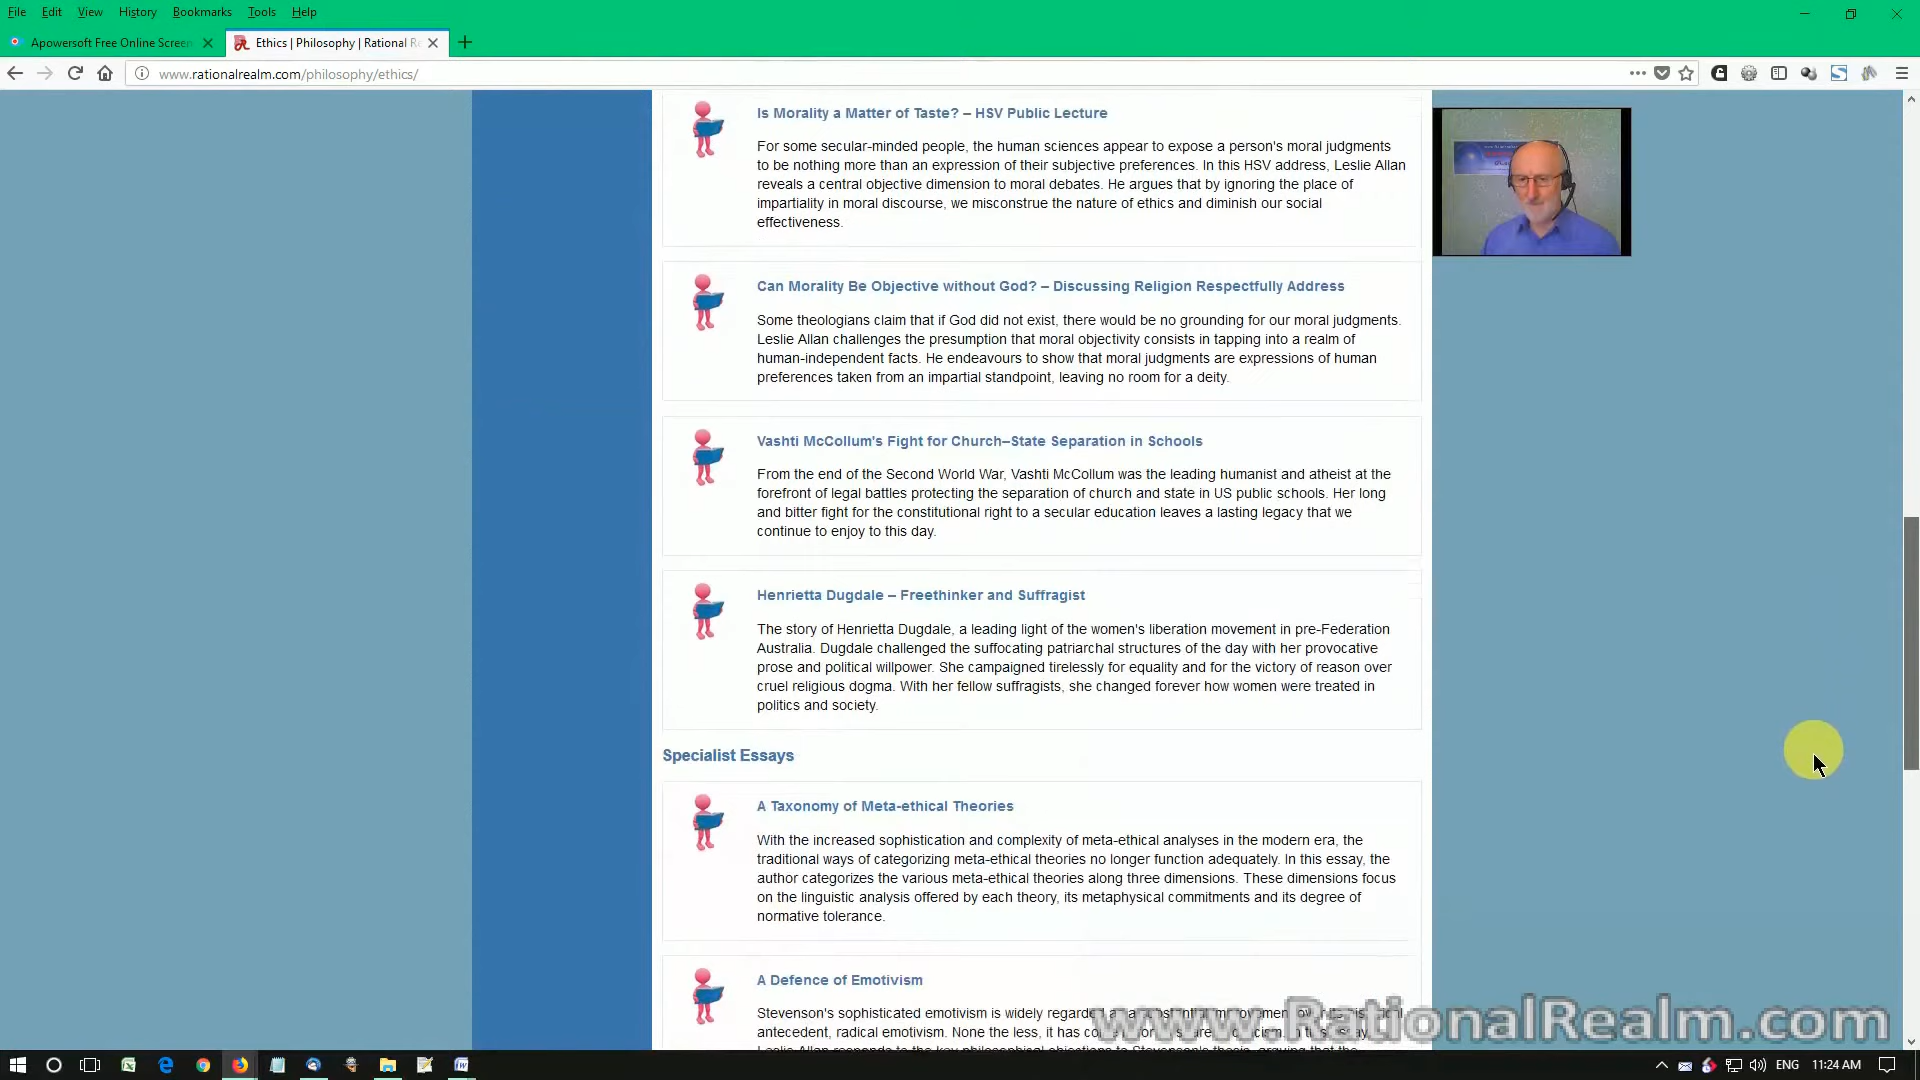 File Edit View History Bookmarks Tools Help
Apowersoft Free Online Screen
Ethics | Philosophy | Rational R
www.rationalrealm.com/philosophy/ethics/
Is Morality a Matter of Taste? – HSV Public Lecture
For some secular-minded people, the human sciences appear to expose a person's moral judgments
to be nothing more than an expression of their subjective preferences. In this HSV address, Leslie Allan
reveals a central objective dimension to moral debates. He argues that by ignoring the place of
impartiality in moral discourse, we misconstrue the nature of ethics and diminish our social
effectiveness.
Can Morality Be Objective without God? – Discussing Religion Respectfully Address
Some theologians claim that if God did not exist, there would be no grounding for our moral judgments.
Leslie Allan challenges the presumption that moral objectivity consists in tapping into a realm of
human-independent facts. He endeavours to show that moral judgments are expressions of human
preferences taken from an impartial standpoint, leaving no room for a deity.
Vashti McCollum's Fight for Church–State Separation in Schools
From the end of the Second World War, Vashti McCollum was the leading humanist and atheist at the
forefront of legal battles protecting the separation of church and state in US public schools. Her long
and bitter fight for the constitutional right to a secular education leaves a lasting legacy that we
continue to enjoy to this day.
Henrietta Dugdale – Freethinker and Suffragist
The story of Henrietta Dugdale, a leading light of the women's liberation movement in pre-Federation
Australia. Dugdale challenged the suffocating patriarchal structures of the day with her provocative
prose and political willpower. She campaigned tirelessly for equality and for the victory of reason over
cruel religious dogma. With her fellow suffragists, she changed forever how women were treated in
politics and society.
Specialist Essays
A Taxonomy of Meta-ethical Theories
With the increased sophistication and complexity of meta-ethical analyses in the modern era, the
traditional ways of categorizing meta-ethical theories no longer function adequately. In this essay, the
author categorizes the various meta-ethical theories along three dimensions. These dimensions focus
on the linguistic analysis offered by each theory, its metaphysical commitments and its degree of
normative tolerance.
A Defence of Emotivism
Stevenson's sophisticated emotivism is widely
antecedent, radical emotivism. None the less, it has
www.RationalRealm.com
ENG 11:24 AM